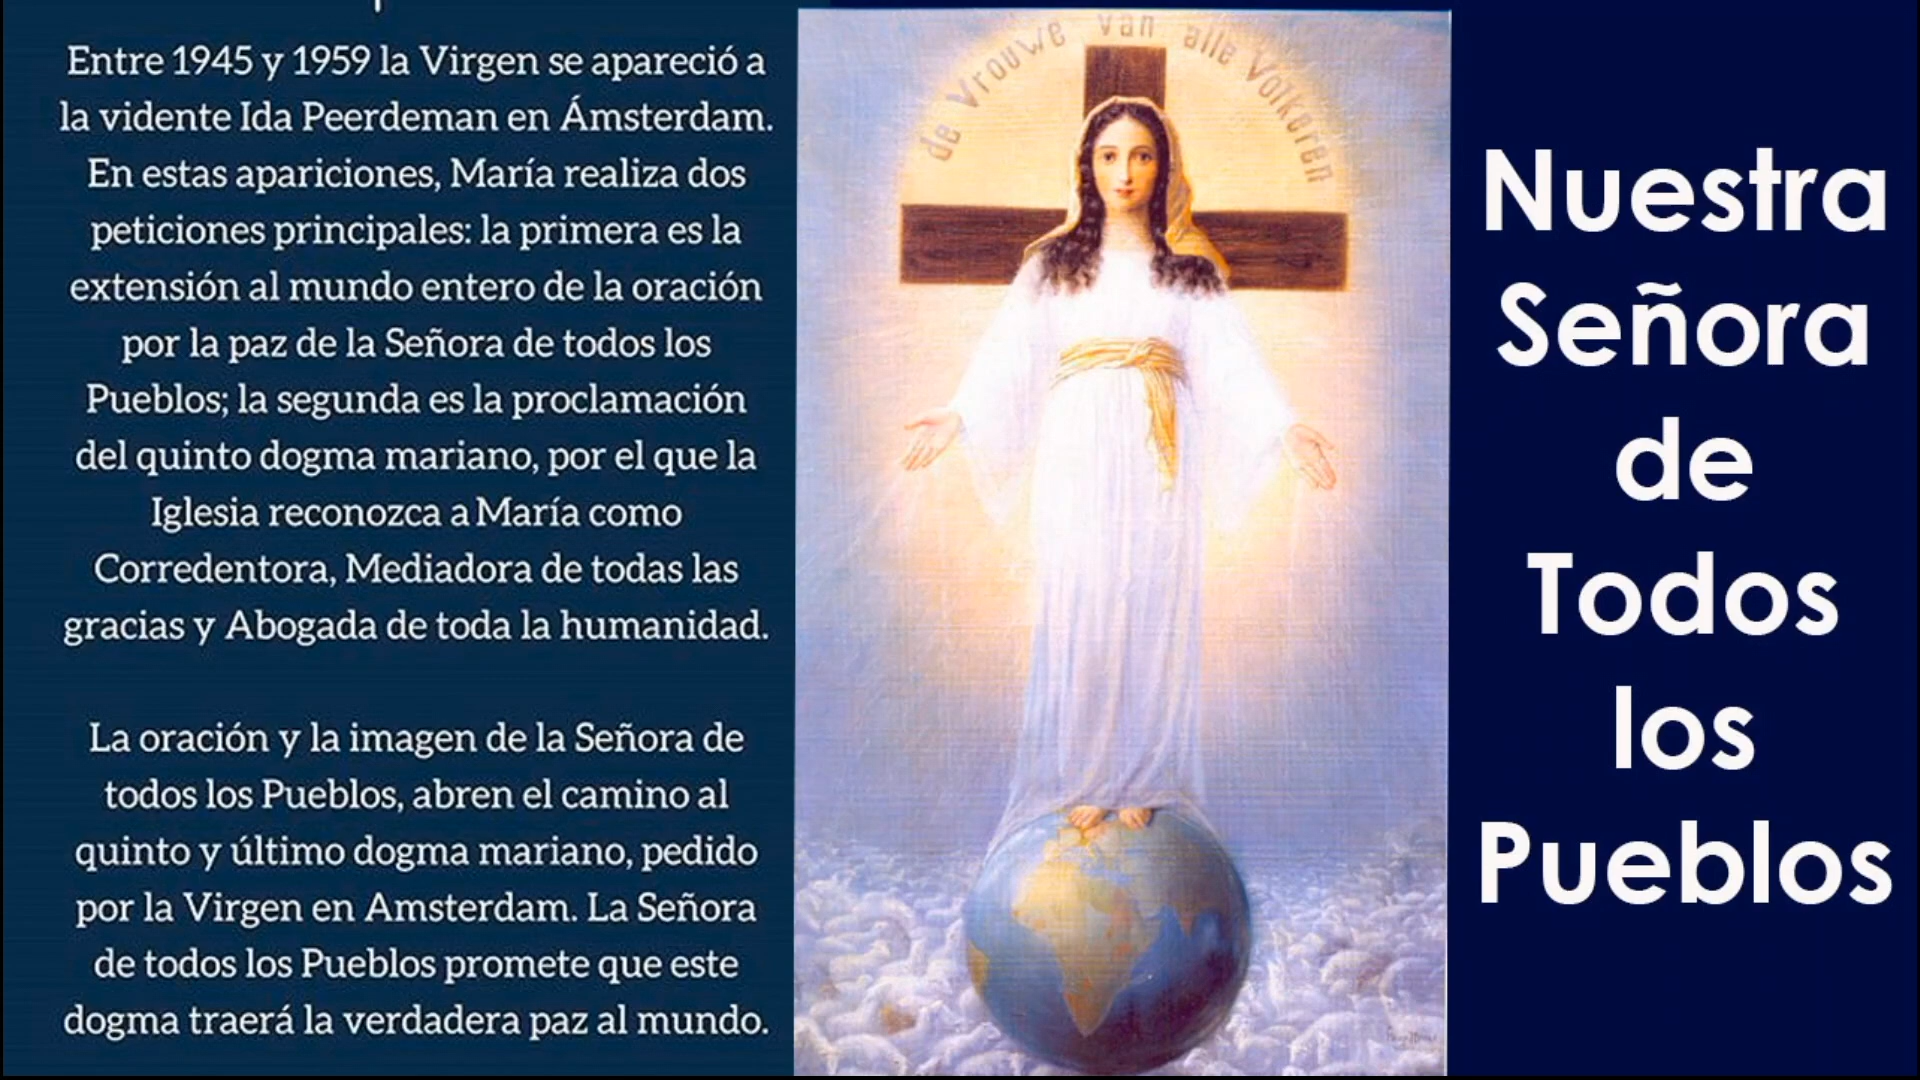 Entre 1945 y 1959 la Virgen se apareció a
la vidente Ida Peerdeman en Ámsterdam.
En estas apariciones, María realiza dos
peticiones principales: la primera es la
extensión al mundo entero de la oración
por la paz de la Señora de todos los
Pueblos; la segunda es la proclamación
del quinto dogma mariano, por el que la
Iglesia reconozca a María como
Corredentora, Mediadora de todas las
gracias y Abogada de toda la humanidad.
La oración y la imagen de la Señora de
todos los Pueblos, abren el camino al
quinto y último dogma mariano, pedido
por la Virgen en Amsterdam. La Señora
de todos los Pueblos promete que este
dogma traerá la verdadera paz al mundo.
de Vrouwe van alle Volkeren
Nuestra
Señora
de
Todos
los
Pueblos